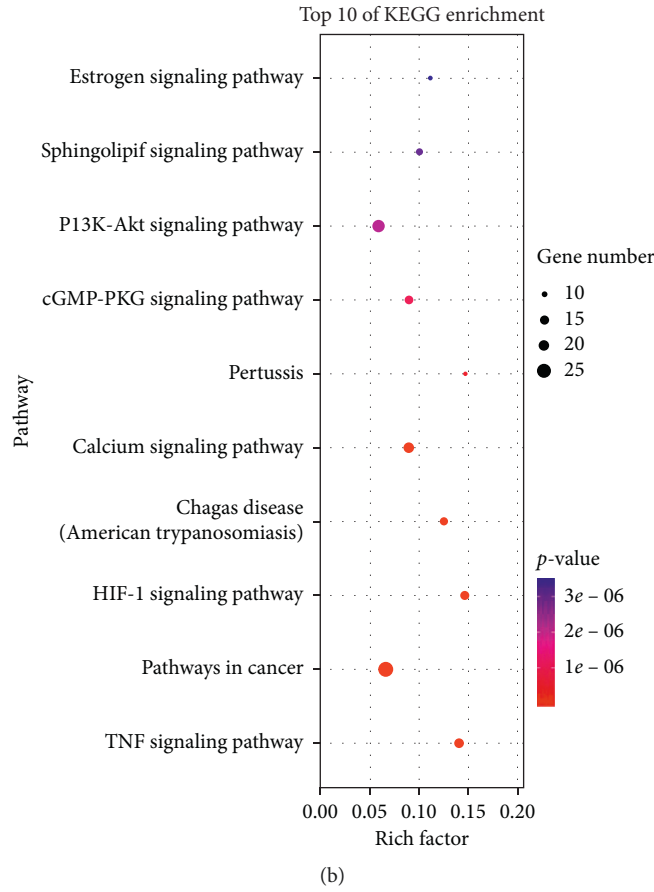 Top 10 of KEGG enrichment
Estrogen signaling pathway
Sphingolipif signaling pathway
P13K-Akt signaling pathway
cGMP-PKG signaling pathway
Pertussis
Calcium signaling pathway
Chagas disease
(American trypanosomiasis)
HIF-1 signaling pathway
Pathways in cancer
TNF signaling pathway
Pathway
0.00 0.05 0.10 0.15 0.20
Rich factor
Gene number
10
15
20
25
p-value
3e – 06
2e – 06
1e – 06
(b)